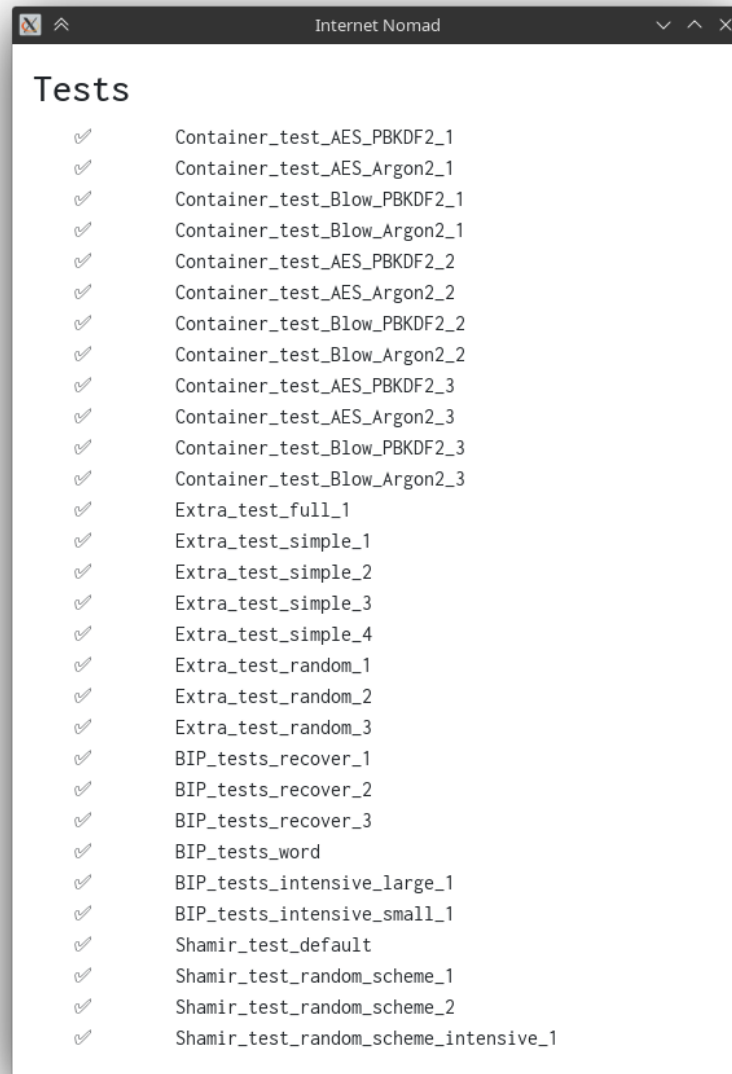 Internet Nomad
Tests
✅ Container_test_AES_PBKDF2_1
✅ Container_test_AES_Argon2_1
✅ Container_test_Blow_PBKDF2_1
✅ Container_test_Blow_Argon2_1
✅ Container_test_AES_PBKDF2_2
✅ Container_test_AES_Argon2_2
✅ Container_test_Blow_PBKDF2_2
✅ Container_test_Blow_Argon2_2
✅ Container_test_AES_PBKDF2_3
✅ Container_test_AES_Argon2_3
✅ Container_test_Blow_PBKDF2_3
✅ Container_test_Blow_Argon2_3
✅ Extra_test_full_1
✅ Extra_test_simple_1
✅ Extra_test_simple_2
✅ Extra_test_simple_3
✅ Extra_test_simple_4
✅ Extra_test_random_1
✅ Extra_test_random_2
✅ Extra_test_random_3
✅ BIP_tests_recover_1
✅ BIP_tests_recover_2
✅ BIP_tests_recover_3
✅ BIP_tests_word
✅ BIP_tests_intensive_large_1
✅ BIP_tests_intensive_small_1
✅ Shamir_test_default
✅ Shamir_test_random_scheme_1
✅ Shamir_test_random_scheme_2
✅ Shamir_test_random_scheme_intensive_1